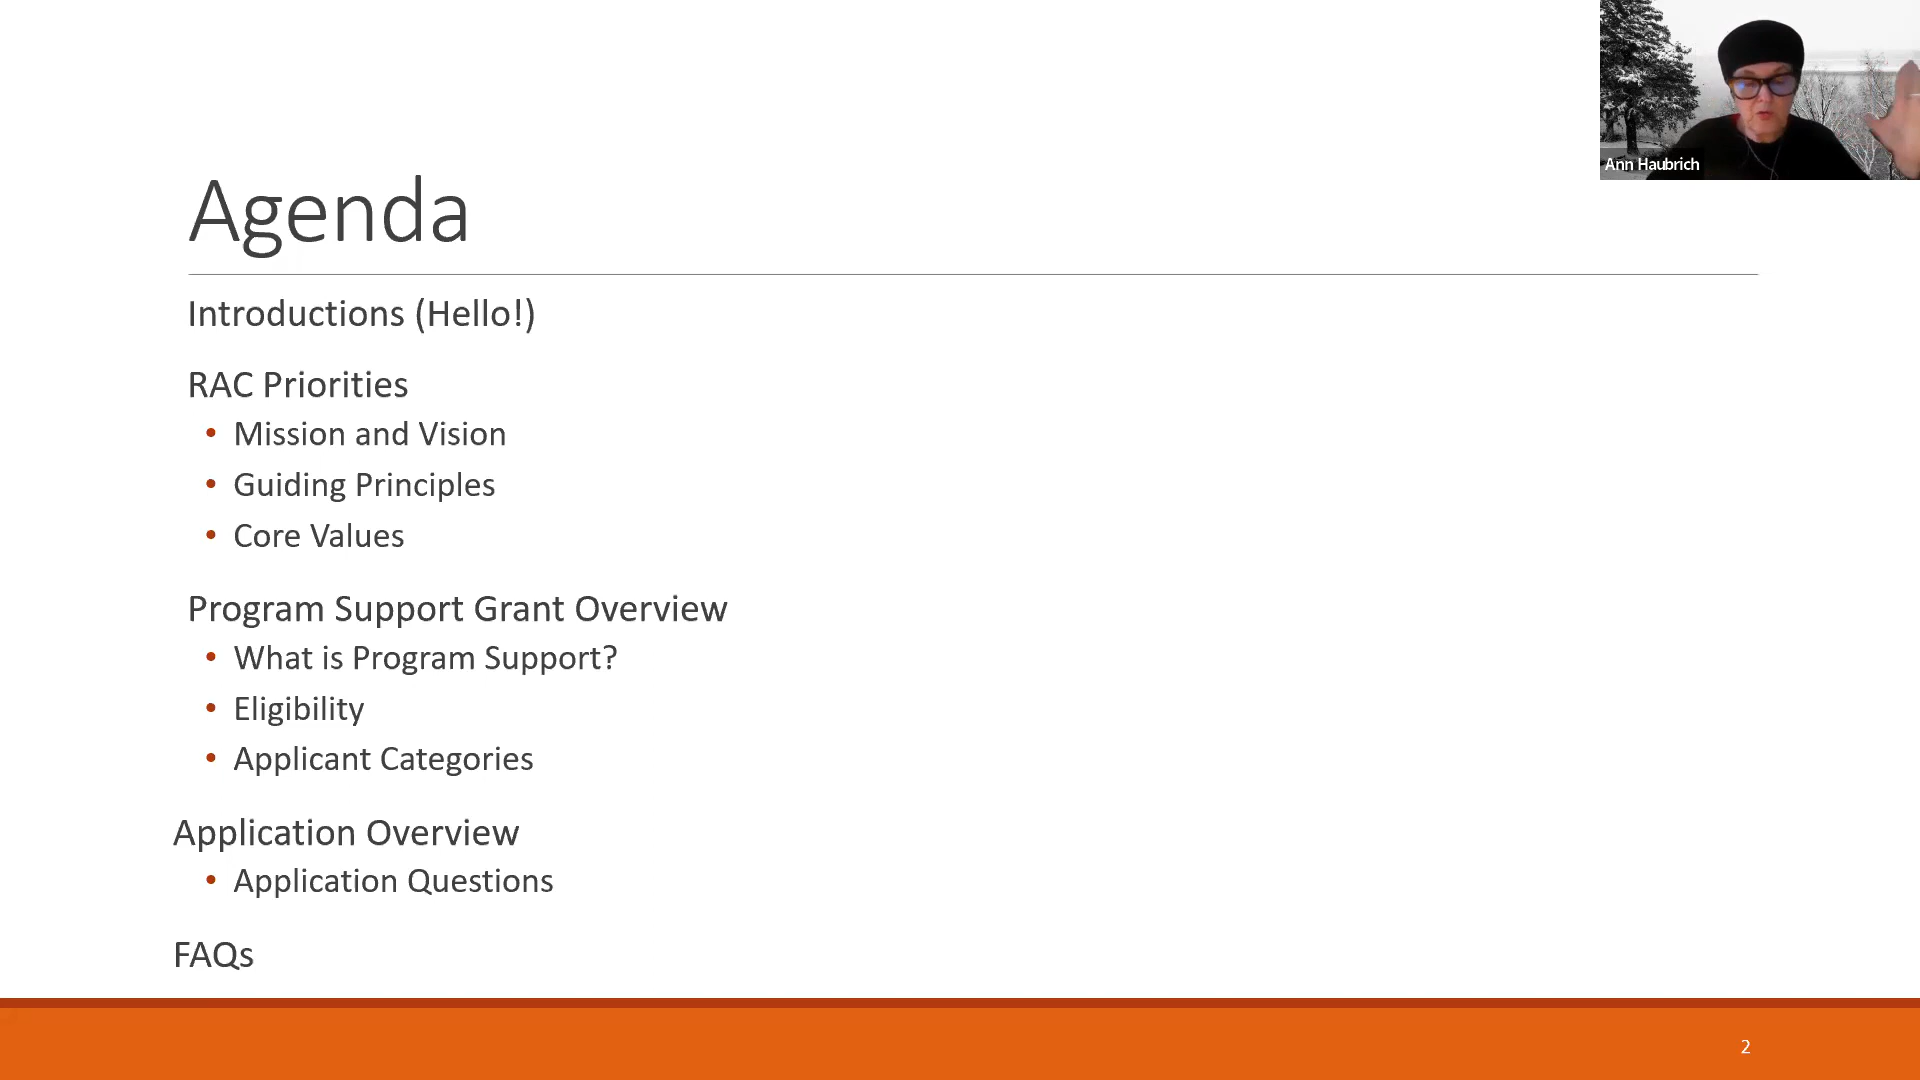 Ann Haubrich
Agenda
Introductions (Hello!)
RAC Priorities
• Mission and Vision
• Guiding Principles
• Core Values
Program Support Grant Overview
• What is Program Support?
• Eligibility
• Applicant Categories
Application Overview
• Application Questions
FAQs
2